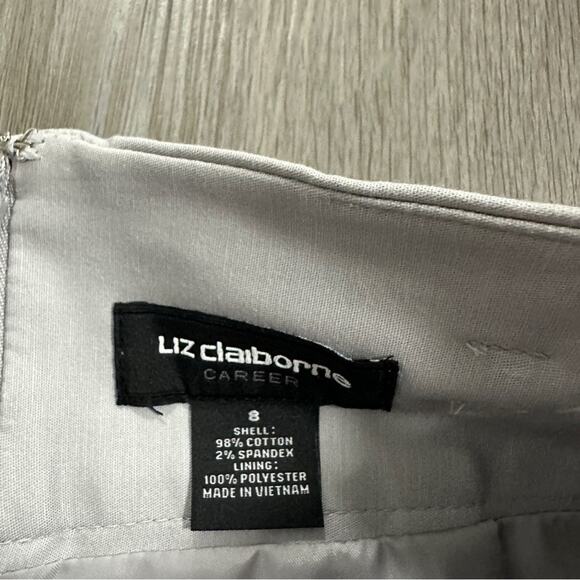 LIZ claiborne
CAREER
8
SHELL:
98% COTTON
2% SPANDEX
LINING:
100% POLYESTER
MADE IN VIETNAM